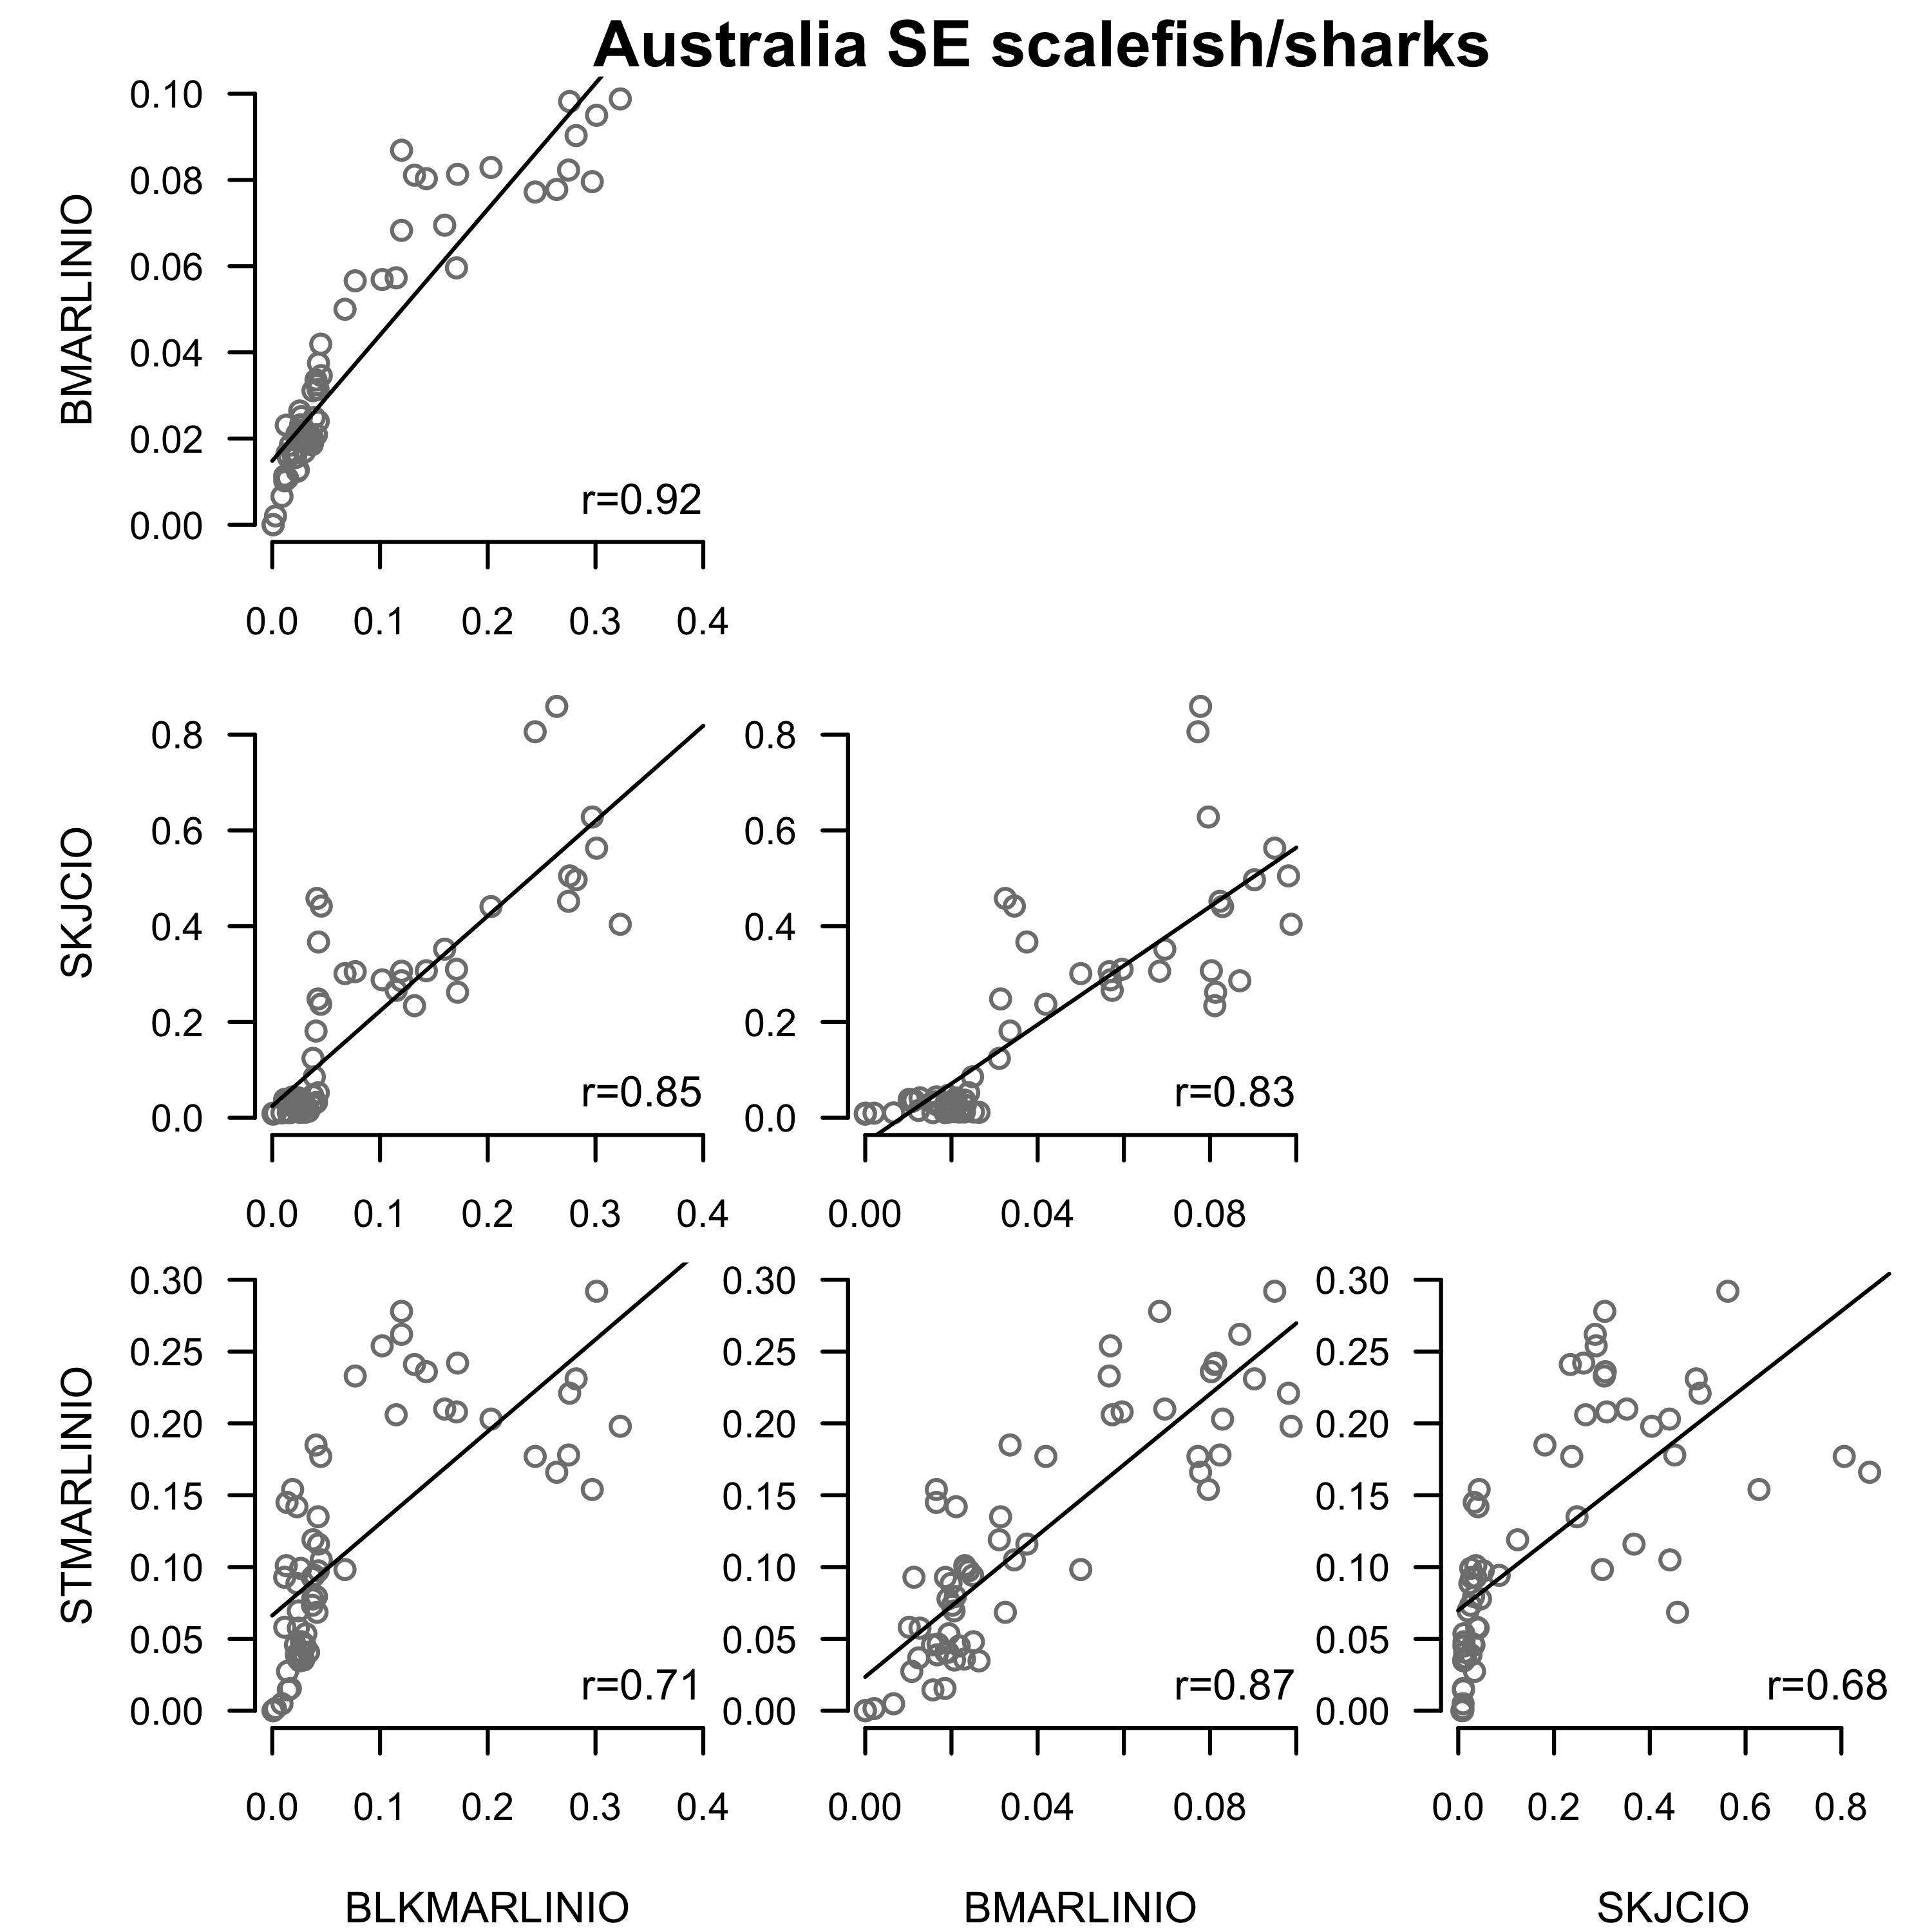 Australia SE scalefish/sharks
BMARLINIO
0.10
0.08
0.06
0.04
0.02
0.00
r=0.92
0.0 0.1 0.2 0.3 0.4
SKJCIO
0.8
0.6
0.4
0.2
0.0
r=0.85
0.0 0.1 0.2 0.3 0.4
0.8
0.6
0.4
0.2
0.0
r=0.83
0.00 0.04 0.08
STMARLINIO
0.30
0.25
0.20
0.15
0.10
0.05
0.00
r=0.71
0.0 0.1 0.2 0.3 0.4
BLKMARLINIO
0.30
0.25
0.20
0.15
0.10
0.05
0.00
r=0.87
0.00 0.04 0.08
BMARLINIO
0.30
0.25
0.20
0.15
0.10
0.05
0.00
r=0.68
0.0 0.2 0.4 0.6 0.8
SKJCIO